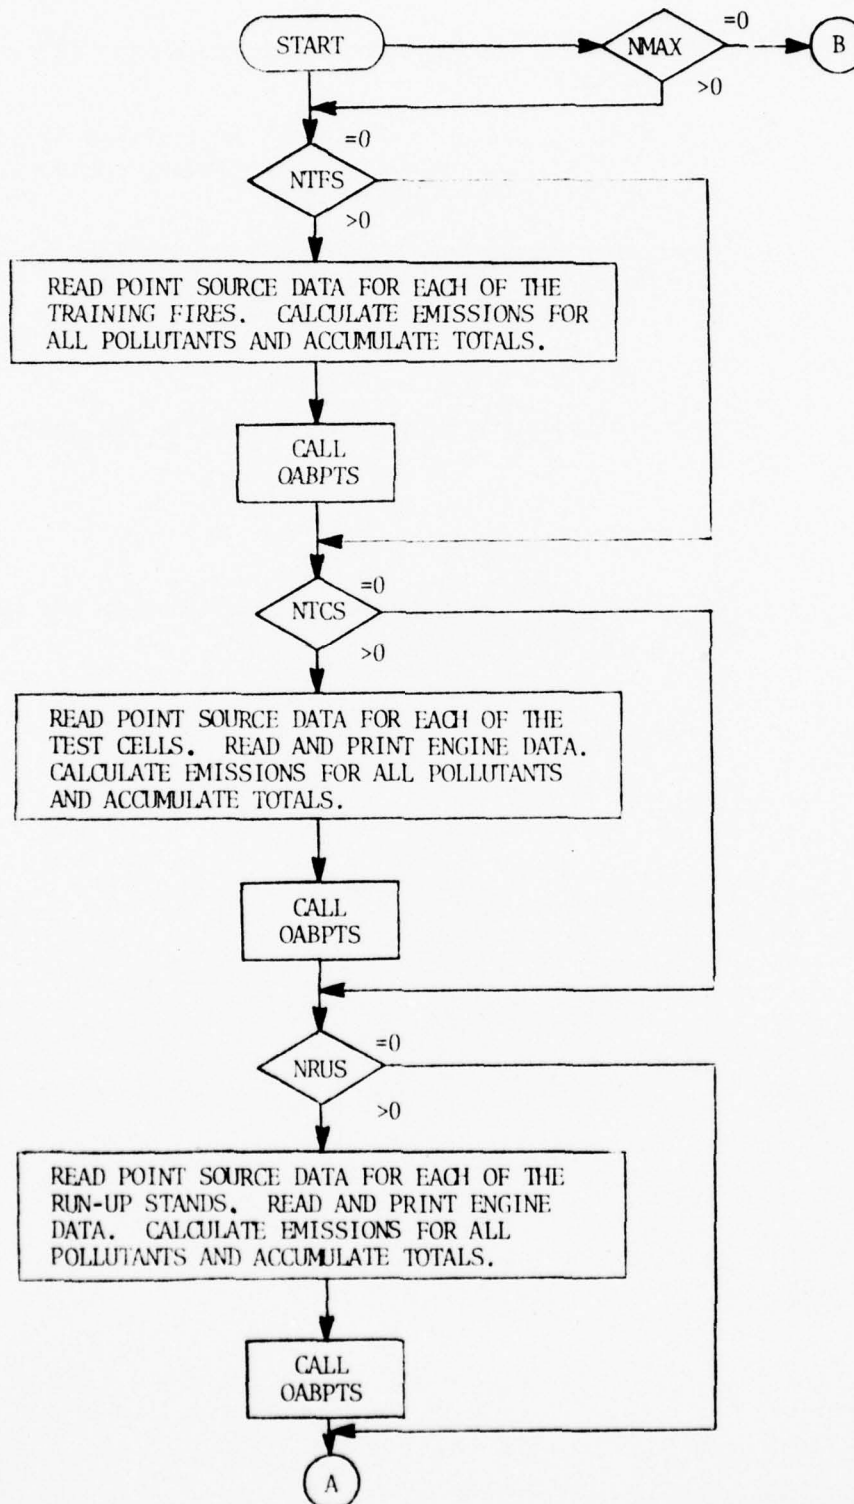 START
NMAX
=0
B
>0
=0
NTFS
>0
READ POINT SOURCE DATA FOR EACH OF THE
TRAINING FIRES. CALCULATE EMISSIONS FOR
ALL POLLUTANTS AND ACCUMULATE TOTALS.
CALL
OABPTS
=0
NTCS
>0
READ POINT SOURCE DATA FOR EACH OF THE
TEST CELLS. READ AND PRINT ENGINE DATA.
CALCULATE EMISSIONS FOR ALL POLLUTANTS
AND ACCUMULATE TOTALS.
CALL
OABPTS
=0
NRUS
>0
READ POINT SOURCE DATA FOR EACH OF THE
RUN-UP STANDS. READ AND PRINT ENGINE
DATA. CALCULATE EMISSIONS FOR ALL
POLLUTANTS AND ACCUMULATE TOTALS.
CALL
OABPTS
A